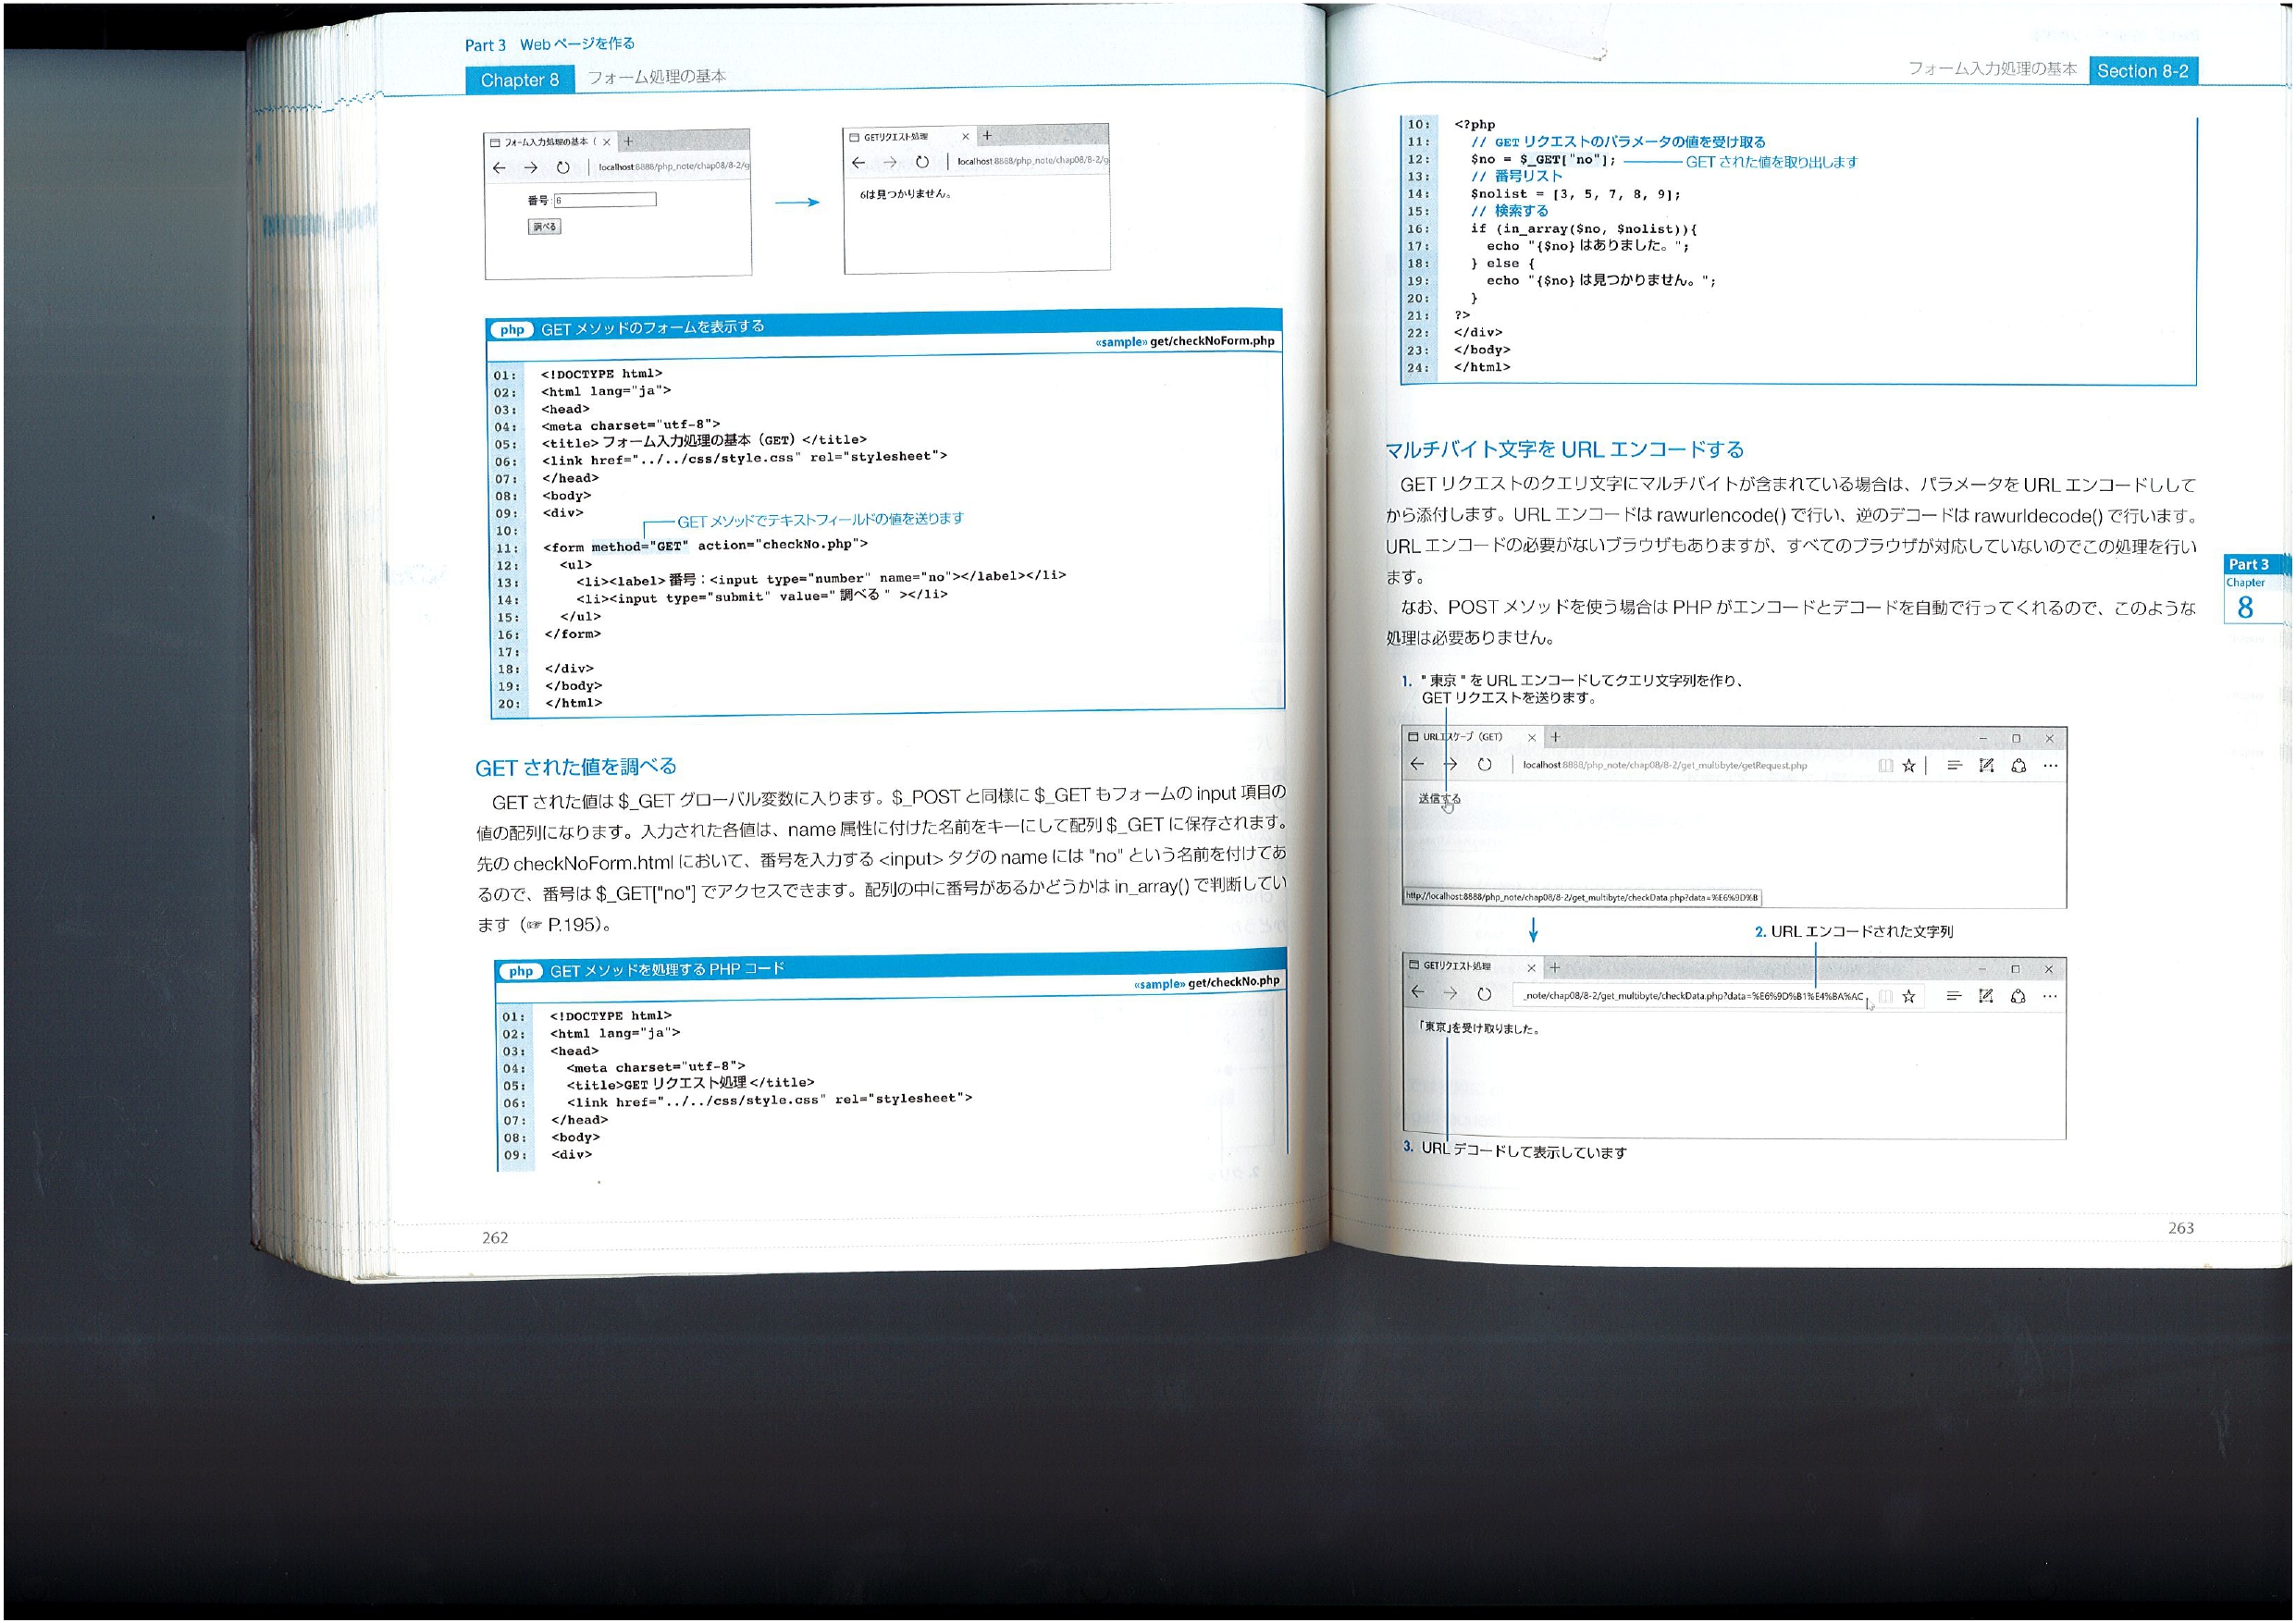 Part 3 Webページを作る
Chapter 8 フォーム処理の基本
フォーム入力処理の基本 (
localhost:8888/php_note/chap08/8-2/g
番号:6
調べる
GETリクエスト処理
localhost:8888/php_note/chap08/8-2/g
6は見つかりません。
php GET メソッドのフォームを表示する
«sample» get/checkNoForm.php
01: <!DOCTYPE html>
02: <html lang="ja">
03: <head>
04: <meta charset="utf-8">
05: <title> フォーム入力処理の基本（GET）</title>
06: <link href="../../css/style.css" rel="stylesheet">
07: </head>
08: <body>
09: <div>
GET メソッドでテキストフィールドの値を送ります
10:
11: <form method="GET" action="checkNo.php">
12: <ul>
13: <li><label> 番号：<input type="number" name="no"></label></li>
14: <li><input type="submit" value=" 調べる " ></li>
15: </ul>
16: </form>
17:
18: </div>
19: </body>
20: </html>
GET された値を調べる
GET された値は $_GET グローバル変数に入ります。$_POST と同様に $_GET もフォームの input 項目の
値の配列になります。入力された各値は、name 属性に付けた名前をキーにして配列 $_GET に保存されます。
先の checkNoForm.html において、番号を入力する <input> タグの name には "no" という名前を付けてあ
るので、番号は $_GET["no"] でアクセスできます。配列の中に番号があるかどうかは in_array() で判断してい
ます（☞ P.195）。
php GET メソッドを処理する PHP コード
«sample» get/checkNo.php
01: <!DOCTYPE html>
02: <html lang="ja">
03: <head>
04: <meta charset="utf-8">
05: <title>GET リクエスト処理 </title>
06: <link href="../../css/style.css" rel="stylesheet">
07: </head>
08: <body>
09: <div>
262
フォーム入力処理の基本 Section 8-2
10: <?php
11: // GET リクエストのパラメータの値を受け取る
12: $no = $_GET["no"]; GET された値を取り出します
13: // 番号リスト
14: $nolist = [3, 5, 7, 8, 9];
15: // 検索する
16: if (in_array($no, $nolist)){
17: echo "{$no} はありました。";
18: } else {
19: echo "{$no} は見つかりません。";
20: }
21: ?>
22: </div>
23: </body>
24: </html>
マルチバイト文字を URL エンコードする
GET リクエストのクエリ文字にマルチバイトが含まれている場合は、パラメータを URL エンコードしして
から添付します。URL エンコードは rawurlencode() で行い、逆のデコードは rawurldecode() で行います。
URL エンコードの必要がないブラウザもありますが、すべてのブラウザが対応していないのでこの処理を行い
ます。
なお、POST メソッドを使う場合は PHP がエンコードとデコードを自動で行ってくれるので、このような
処理は必要ありません。
Part 3
Chapter
8
1. " 東京 " を URL エンコードしてクエリ文字列を作り、
GET リクエストを送ります。
URLエスケープ（GET）
localhost:8888/php_note/chap08/8-2/get_multibyte/getRequest.php
送信する
http://localhost:8888/php_note/chap08/8-2/get_multibyte/checkData.php?data=%E6%9D%B
2. URL エンコードされた文字列
GETリクエスト処理
_note/chap08/8-2/get_multibyte/checkData.php?data=%E6%9D%B1%E4%BA%AC
「東京」を受け取りました。
3. URL デコードして表示しています
263